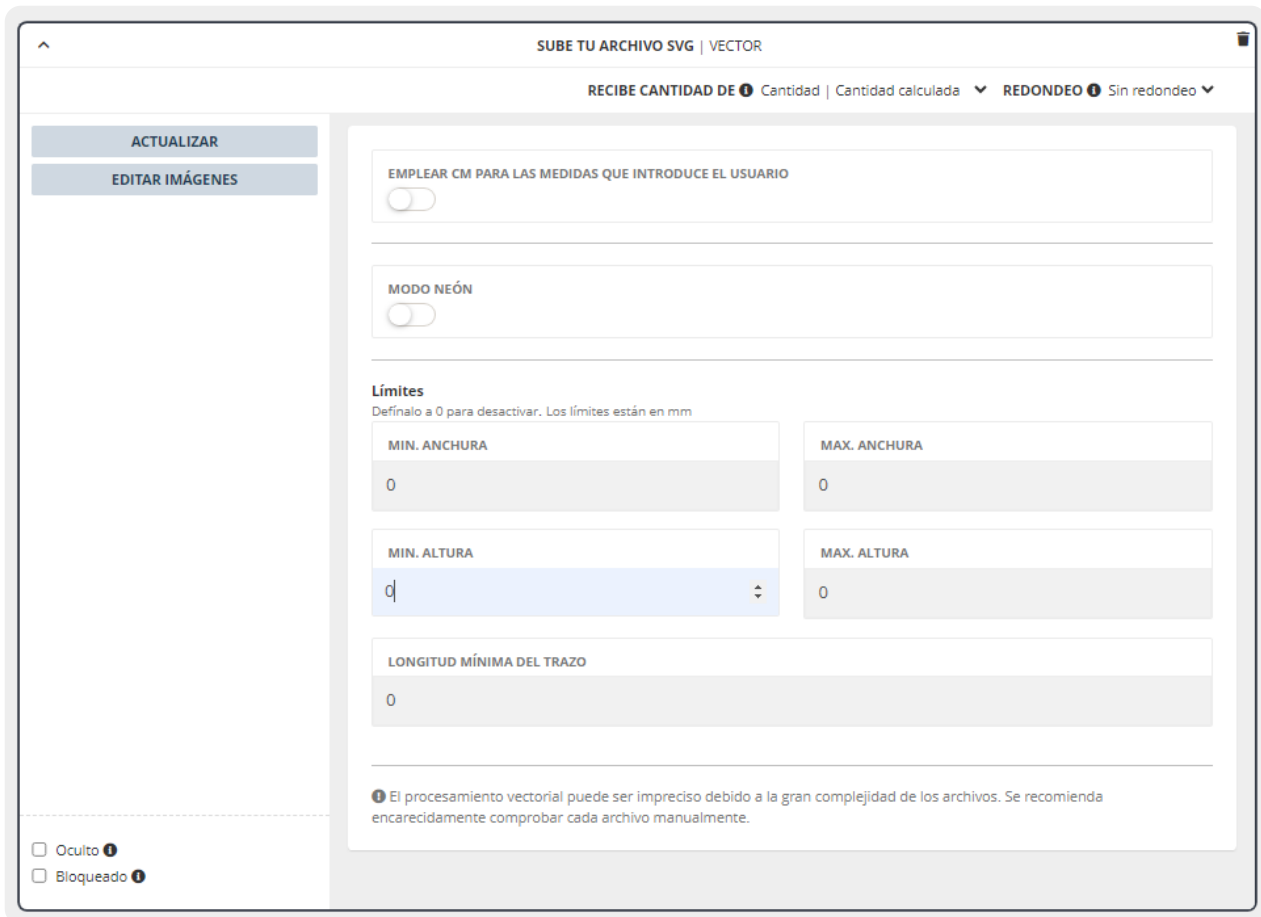 SUBE TU ARCHIVO SVG | VECTOR
RECIBE CANTIDAD DE Cantidad | Cantidad calculada REDONDEO Sin redondeo
ACTUALIZAR
EDITAR IMÁGENES
EMPLEAR CM PARA LAS MEDIDAS QUE INTRODUCE EL USUARIO
MODO NEÓN
Límites
Defínalo a 0 para desactivar. Los límites están en mm
MIN. ANCHURA
0
MAX. ANCHURA
0
MIN. ALTURA
0
MAX. ALTURA
0
LONGITUD MÍNIMA DEL TRAZO
0
El procesamiento vectorial puede ser impreciso debido a la gran complejidad de los archivos. Se recomienda
encarecidamente comprobar cada archivo manualmente.
Oculto
Bloqueado